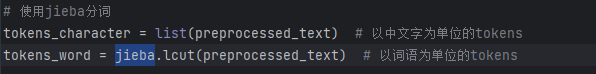 # 使用jieba分词
tokens_character = list(preprocessed_text)  # 以中文字为单位的tokens
tokens_word = jieba.lcut(preprocessed_text)  # 以词语为单位的tokens